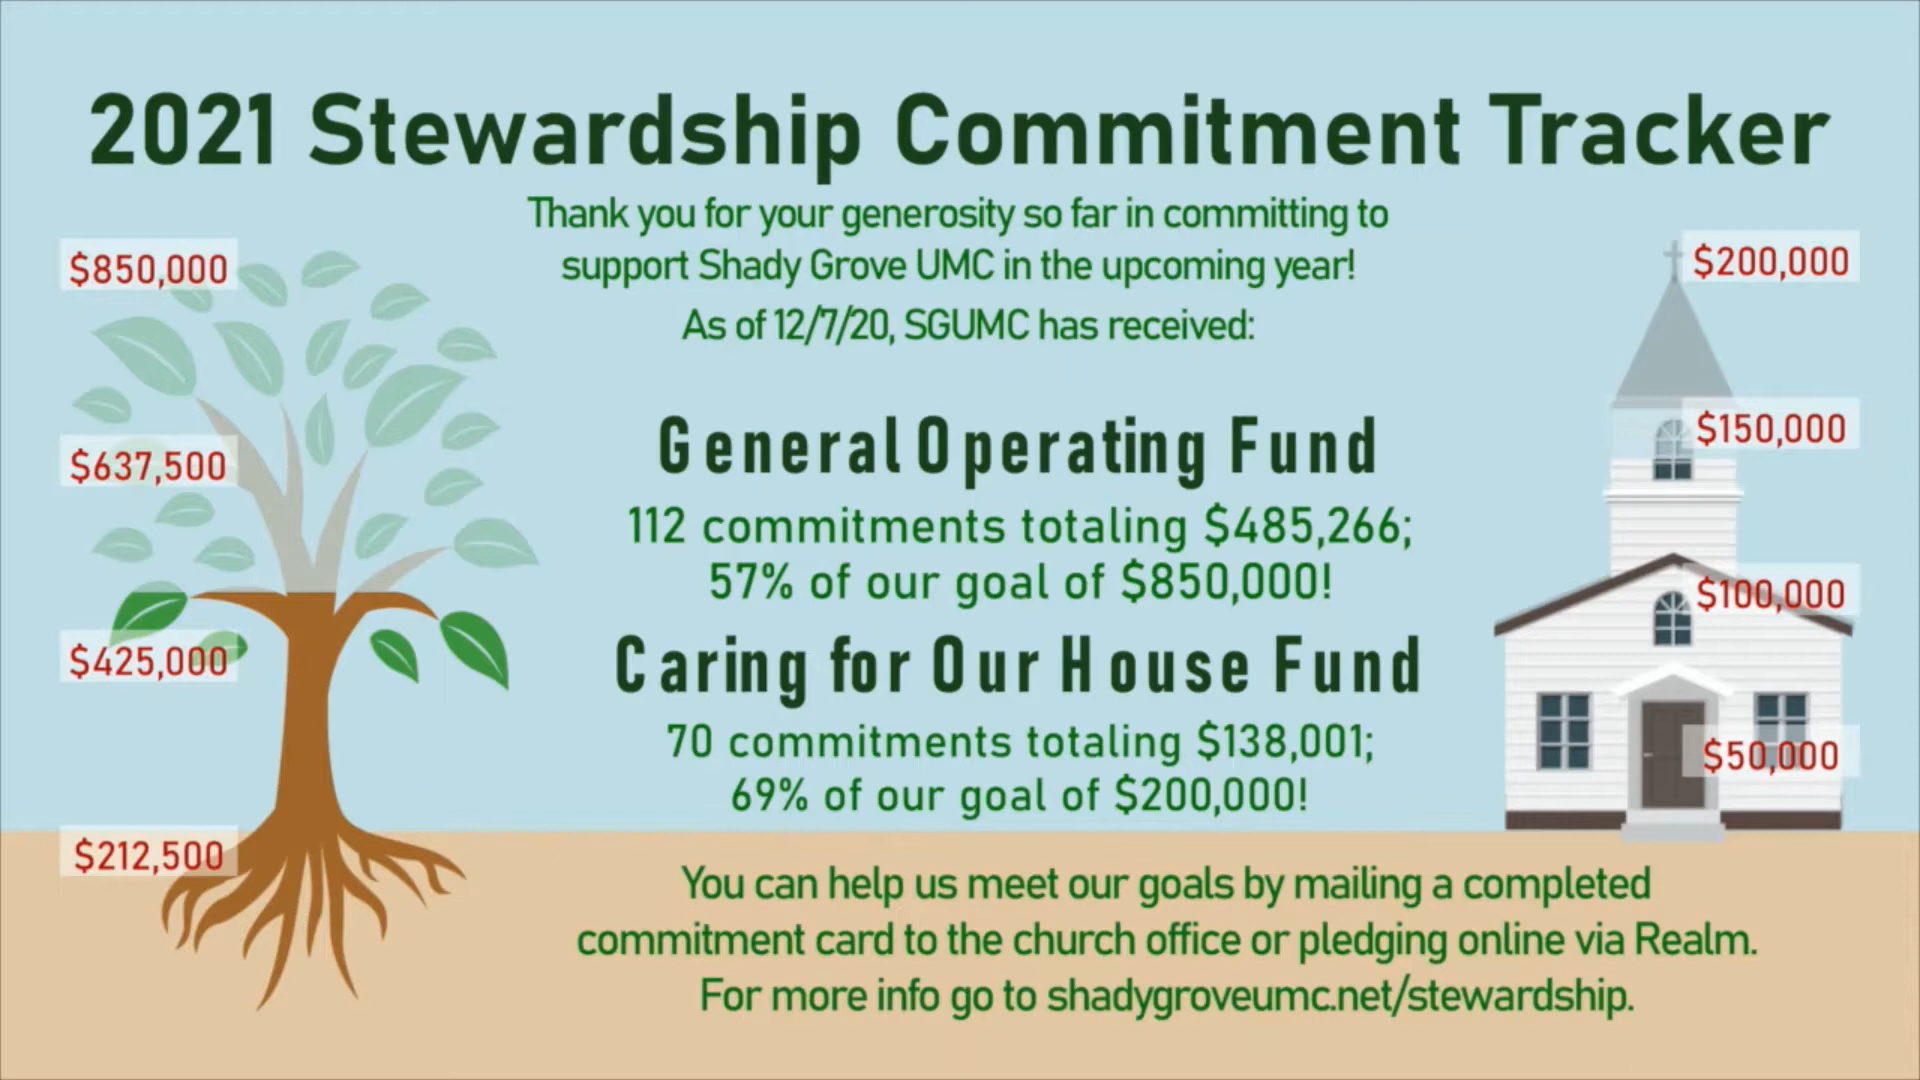 2021 Stewardship Commitment Tracker
Thank you for your generosity so far in committing to
support Shady Grove UMC in the upcoming year!
As of 12/7/20, SGUMC has received:
$850,000
$637,500
$425,000
$212,500
General Operating Fund
112 commitments totaling $485,266;
57% of our goal of $850,000!
Caring for Our House Fund
70 commitments totaling $138,001;
69% of our goal of $200,000!
$200,000
$150,000
$100,000
$50,000
You can help us meet our goals by mailing a completed
commitment card to the church office or pledging online via Realm.
For more info go to shadygroveumc.net/stewardship.